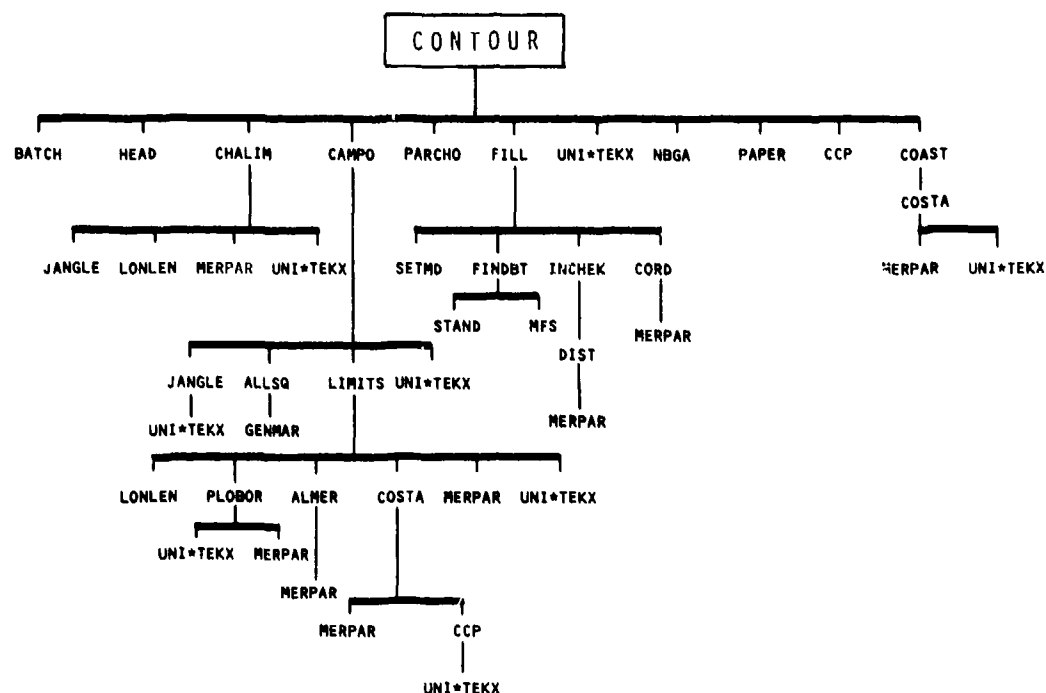 CONTOUR
BATCH HEAD CHALIM CAMPO PARCHO FILL UNI*TEKX NBGA PAPER CCP COAST
COSTA
JANGLE LONLEN MERPAR UNI*TEKX SETMD FINDBT INCHEK CORD MERPAR UNI*TEKX
STAND MFS MERPAR
DIST
JANGLE ALLSQ LIMITS UNI*TEKX
MERPAR
UNI*TEKX GENMAR
LONLEN PLOBOR ALMER COSTA MERPAR UNI*TEKX
UNI*TEKX MERPAR
MERPAR
MERPAR CCP
UNI*TEKX